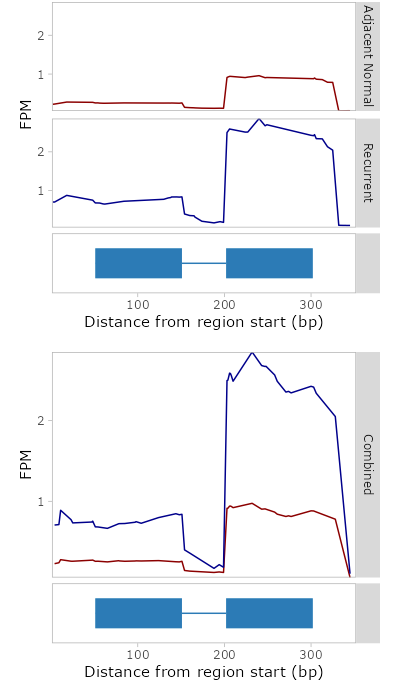 Adjacent Normal
2
1
FPM
Recurrent
2
1
100 200 300
Distance from region start (bp)
Combined
2
FPM
1
100 200 300
Distance from region start (bp)